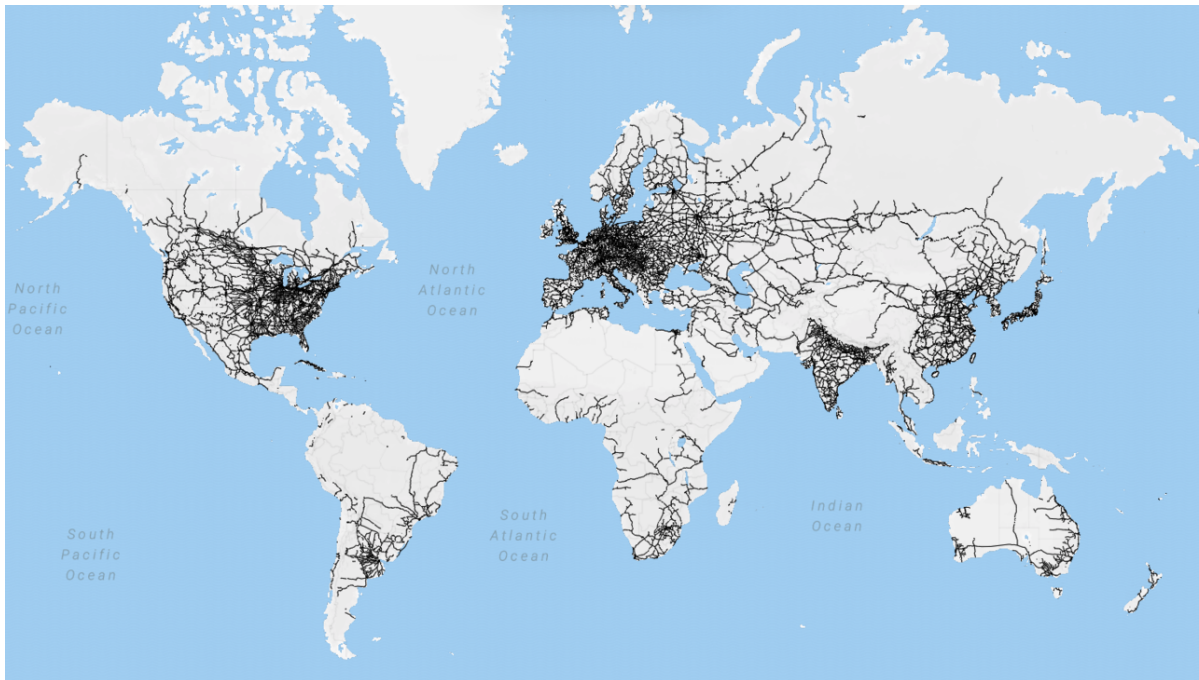 North
Pacific
Ocean
North
Atlantic
Ocean
South
Pacific
Ocean
South
Atlantic
Ocean
Indian
Ocean